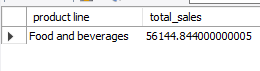 product line total_sales
Food and beverages 56144.844000000005